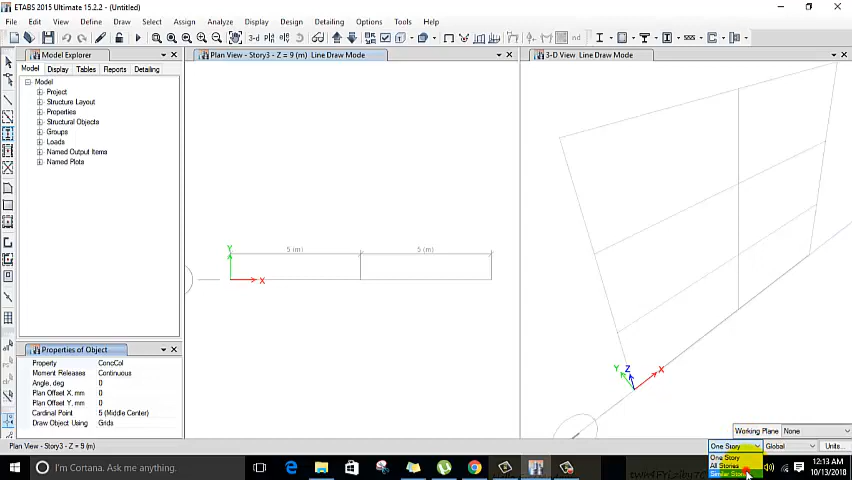 ETABS 2015 Ultimate 15.2.2 - (Untitled)
File Edit View Define Draw Select Assign Analyze Display Design Detailing Options Tools Help
3-d
nd
Model Explorer
Model Display Tables Reports Detailing
Model
Project
Structure Layout
Properties
Structural Objects
Groups
Loads
Named Output Items
Named Plots
Properties of Object
Property ConcCol
Moment Releases Continuous
Angle, deg 0
Plan Offset X, mm 0
Plan Offset Y, mm 0
Cardinal Point 5 (Middle Center)
Draw Object Using Grids
Plan View - Story3 - Z = 9 (m) Line Draw Mode
Y
5 (m) 5 (m)
X
3-D View Line Draw Mode
Y Z X
Working Plane None
Plan View - Story3 - Z = 9 (m)
One Story Global Units...
One Story
All Stories
Similar Stories
I'm Cortana. Ask me anything.
12:13 AM
10/13/2018